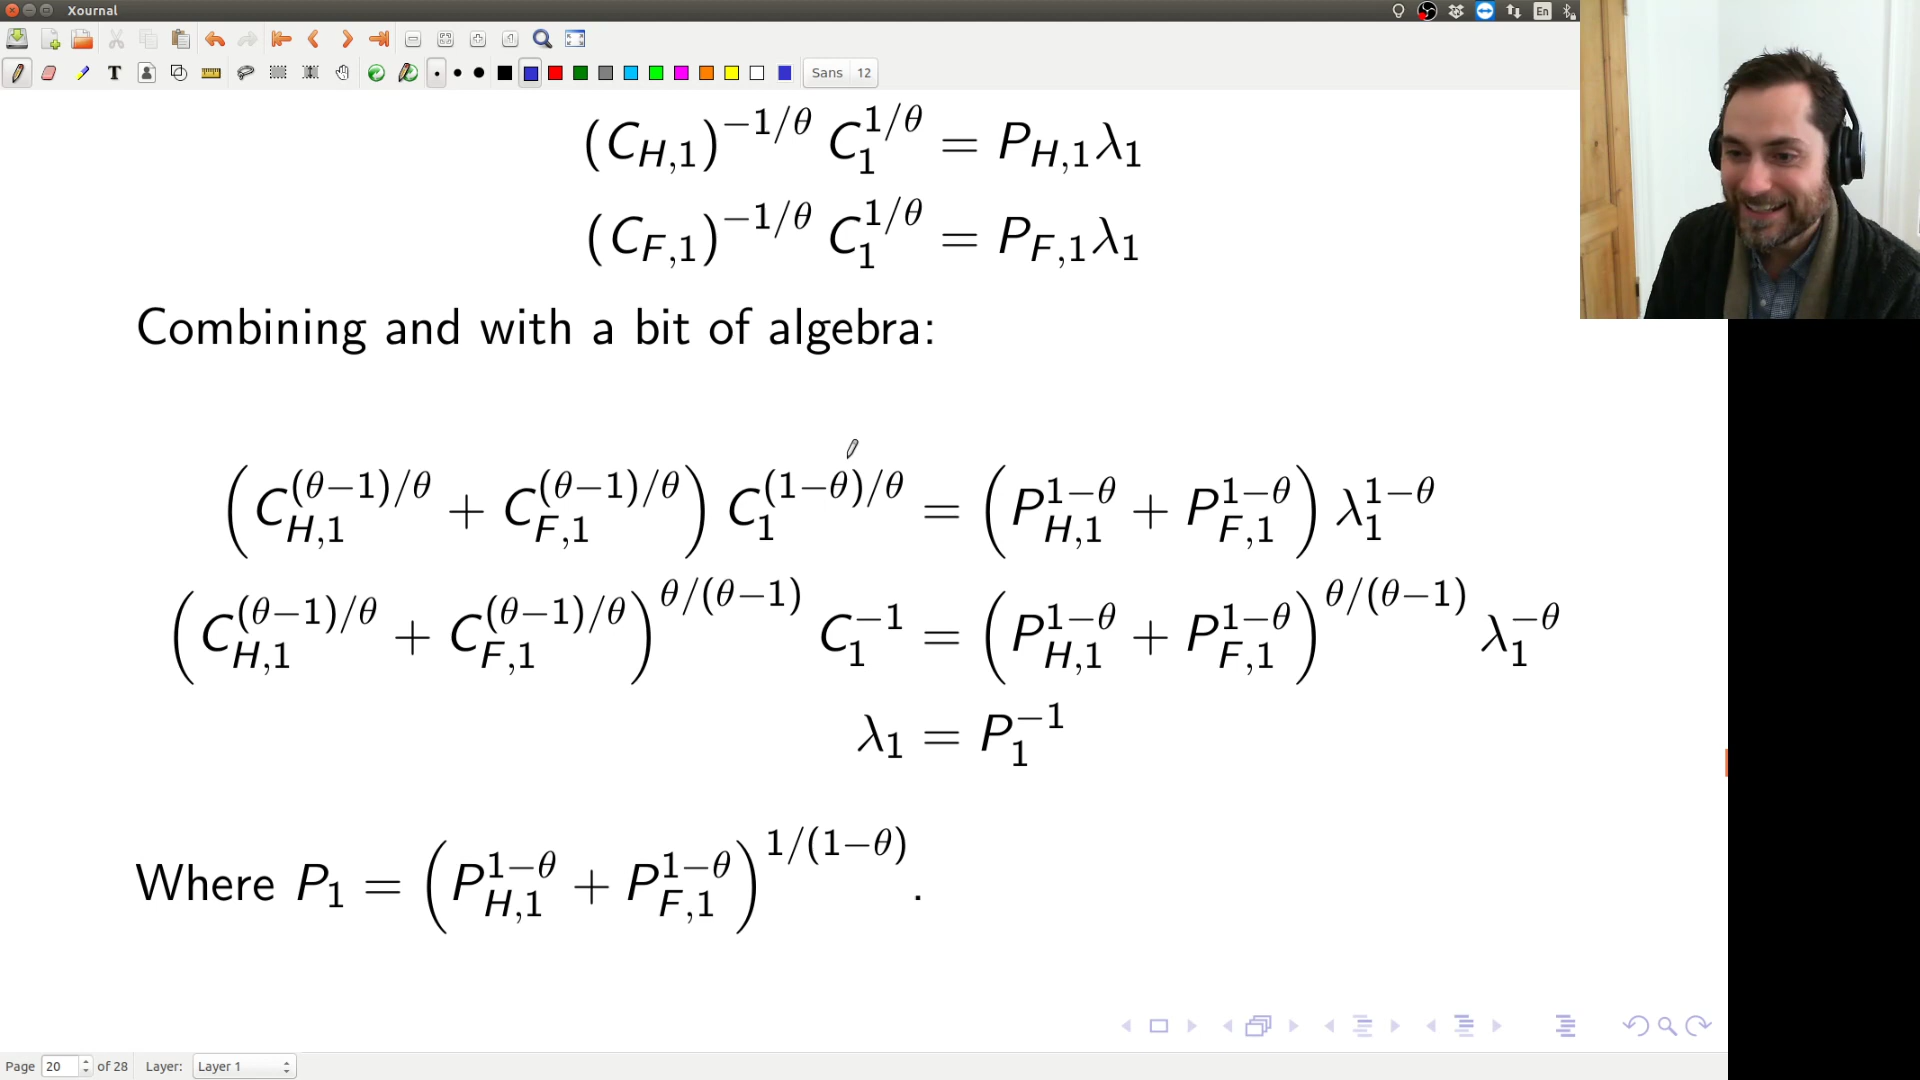 Xournal
En
T
Sans 12
(C_{H,1})^{−1/θ} C_1^{1/θ} = P_{H,1}λ_1
(C_{F,1})^{−1/θ} C_1^{1/θ} = P_{F,1}λ_1
Combining and with a bit of algebra:
(C_{H,1}^{(θ−1)/θ} + C_{F,1}^{(θ−1)/θ}) C_1^{(1−θ)/θ} = (P_{H,1}^{1−θ} + P_{F,1}^{1−θ}) λ_1^{1−θ}
(C_{H,1}^{(θ−1)/θ} + C_{F,1}^{(θ−1)/θ})^{θ/(θ−1)} C_1^{−1} = (P_{H,1}^{1−θ} + P_{F,1}^{1−θ})^{θ/(θ−1)} λ_1^{−θ}
λ_1 = P_1^{−1}
Where P_1 = (P_{H,1}^{1−θ} + P_{F,1}^{1−θ})^{1/(1−θ)}.
Page 20 of 28 Layer: Layer 1